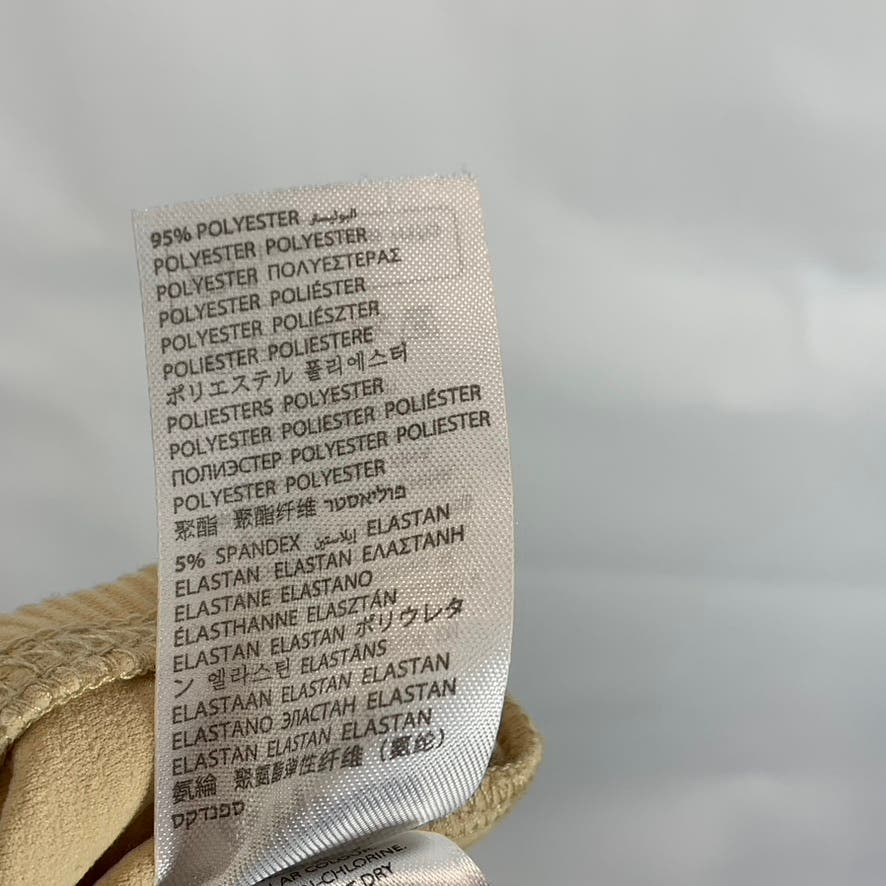 95% POLYESTER البوليستر
POLYESTER POLYESTER
POLYESTER ΠΟΛΥΕΣΤΕΡΑΣ
POLYESTER POLIÉSTER
POLYESTER POLIÉSZTER
POLIESTER POLIESTERE
ポリエステル 폴리에스터
POLIESTERS POLYESTER
POLYESTER POLIESTER POLIÉSTER
ПОЛИЭСТЕР POLYESTER POLIESTER
POLYESTER POLYESTER
聚酯 聚酯纤维 פוליאסטר
5% SPANDEX إيلاستين ELASTAN
ELASTAN ELASTAN ΕΛΑΣΤΑΝΗ
ELASTANE ELASTANO
ÉLASTHANNE ELASZTÁN
ELASTAN ELASTAN ポリウレタ
ン 엘라스틴 ELASTĀNS
ELASTAAN ELASTAN ELASTAN
ELASTANO ЭЛАСТАН ELASTAN
ELASTAN ELASTAN ELASTAN
氨綸 聚氨酯弹性纤维（氨纶）
ספנדקס
COLOUR
-CHLORINE.
DRY